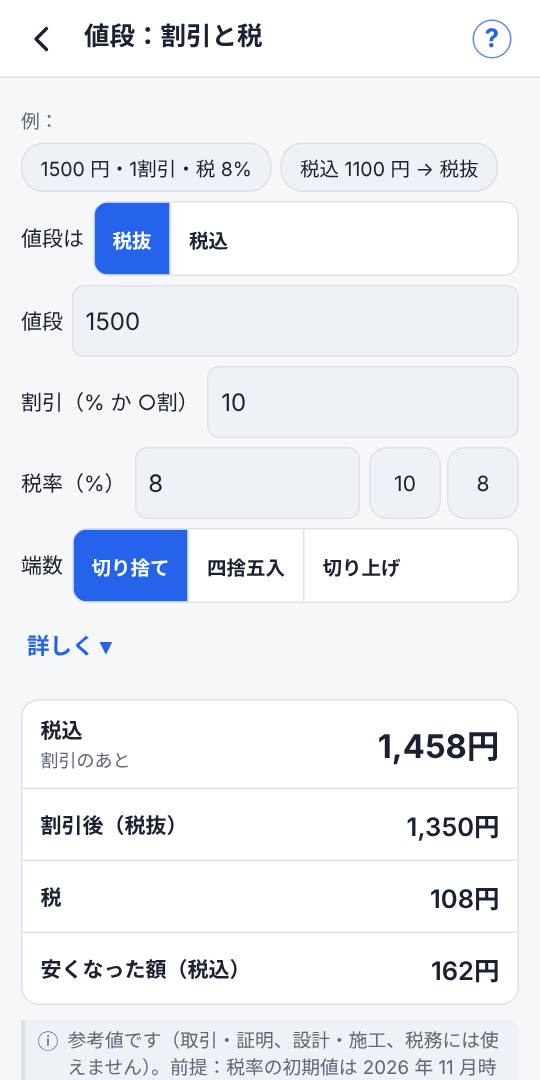 値段：割引と税
?
例：
1500 円・1割引・税 8%
税込 1100 円 → 税抜
値段は 税抜 税込
値段 1500
割引（% か ○割） 10
税率（%） 8 10 8
端数 切り捨て 四捨五入 切り上げ
詳しく ▾
税込 1,458円
割引のあと
割引後（税抜） 1,350円
税 108円
安くなった額（税込） 162円
ⓘ 参考値です（取引・証明、設計・施工、税務には使
えません）。前提：税率の初期値は 2026 年 11 月時